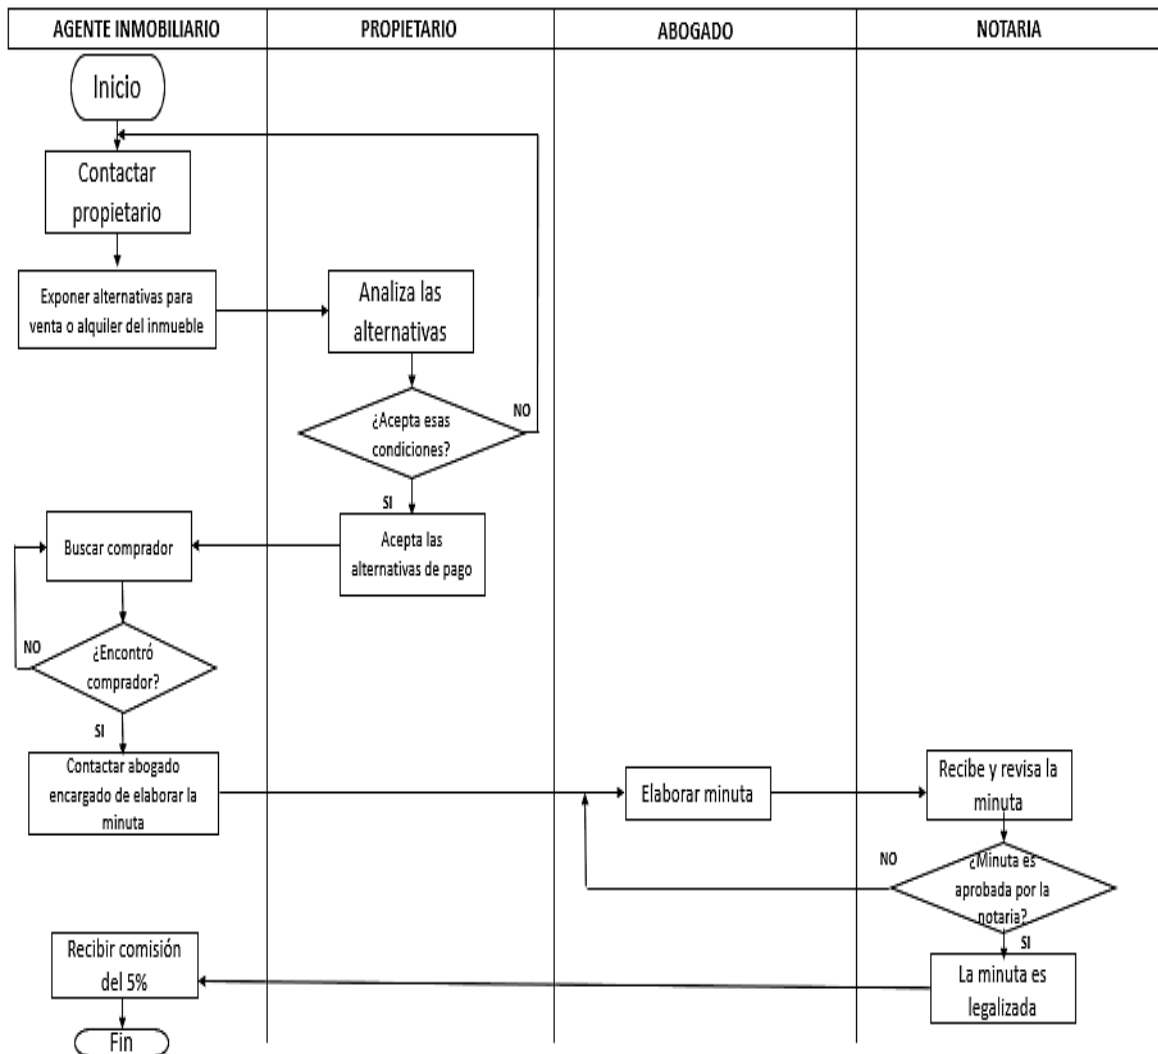 AGENTE INMOBILIARIO
PROPIETARIO
ABOGADO
NOTARIA
Inicio
Contactar
propietario
Exponer alternativas para
venta o alquiler del inmueble
Analiza las
alternativas
¿Acepta esas
condiciones?
NO
SI
Acepta las
alternativas de pago
Buscar comprador
¿Encontró
comprador?
NO
SI
Contactar abogado
encargado de elaborar la
minuta
Elaborar minuta
Recibe y revisa la
minuta
¿Minuta es
aprobada por la
notaria?
NO
SI
La minuta es
legalizada
Recibir comisión
del 5%
Fin